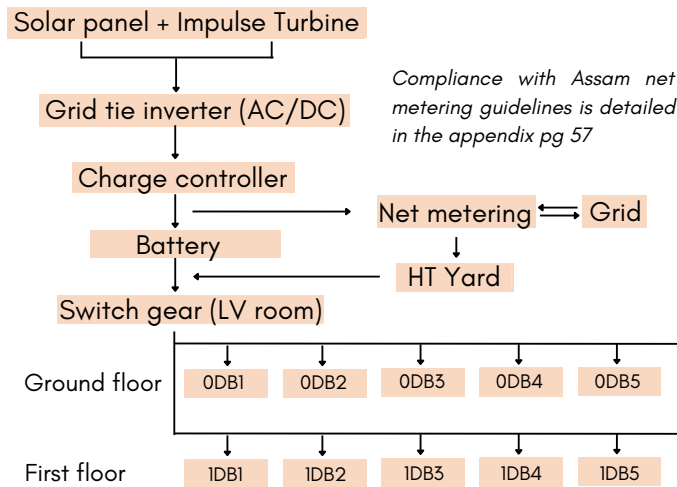 Solar panel + Impulse Turbine
Grid tie inverter (AC/DC)
Compliance with Assam net
metering guidelines is detailed
in the appendix pg 57
Charge controller
Net metering
Grid
Battery
HT Yard
Switch gear (LV room)
Ground floor
0DB1
0DB2
0DB3
0DB4
0DB5
First floor
1DB1
1DB2
1DB3
1DB4
1DB5